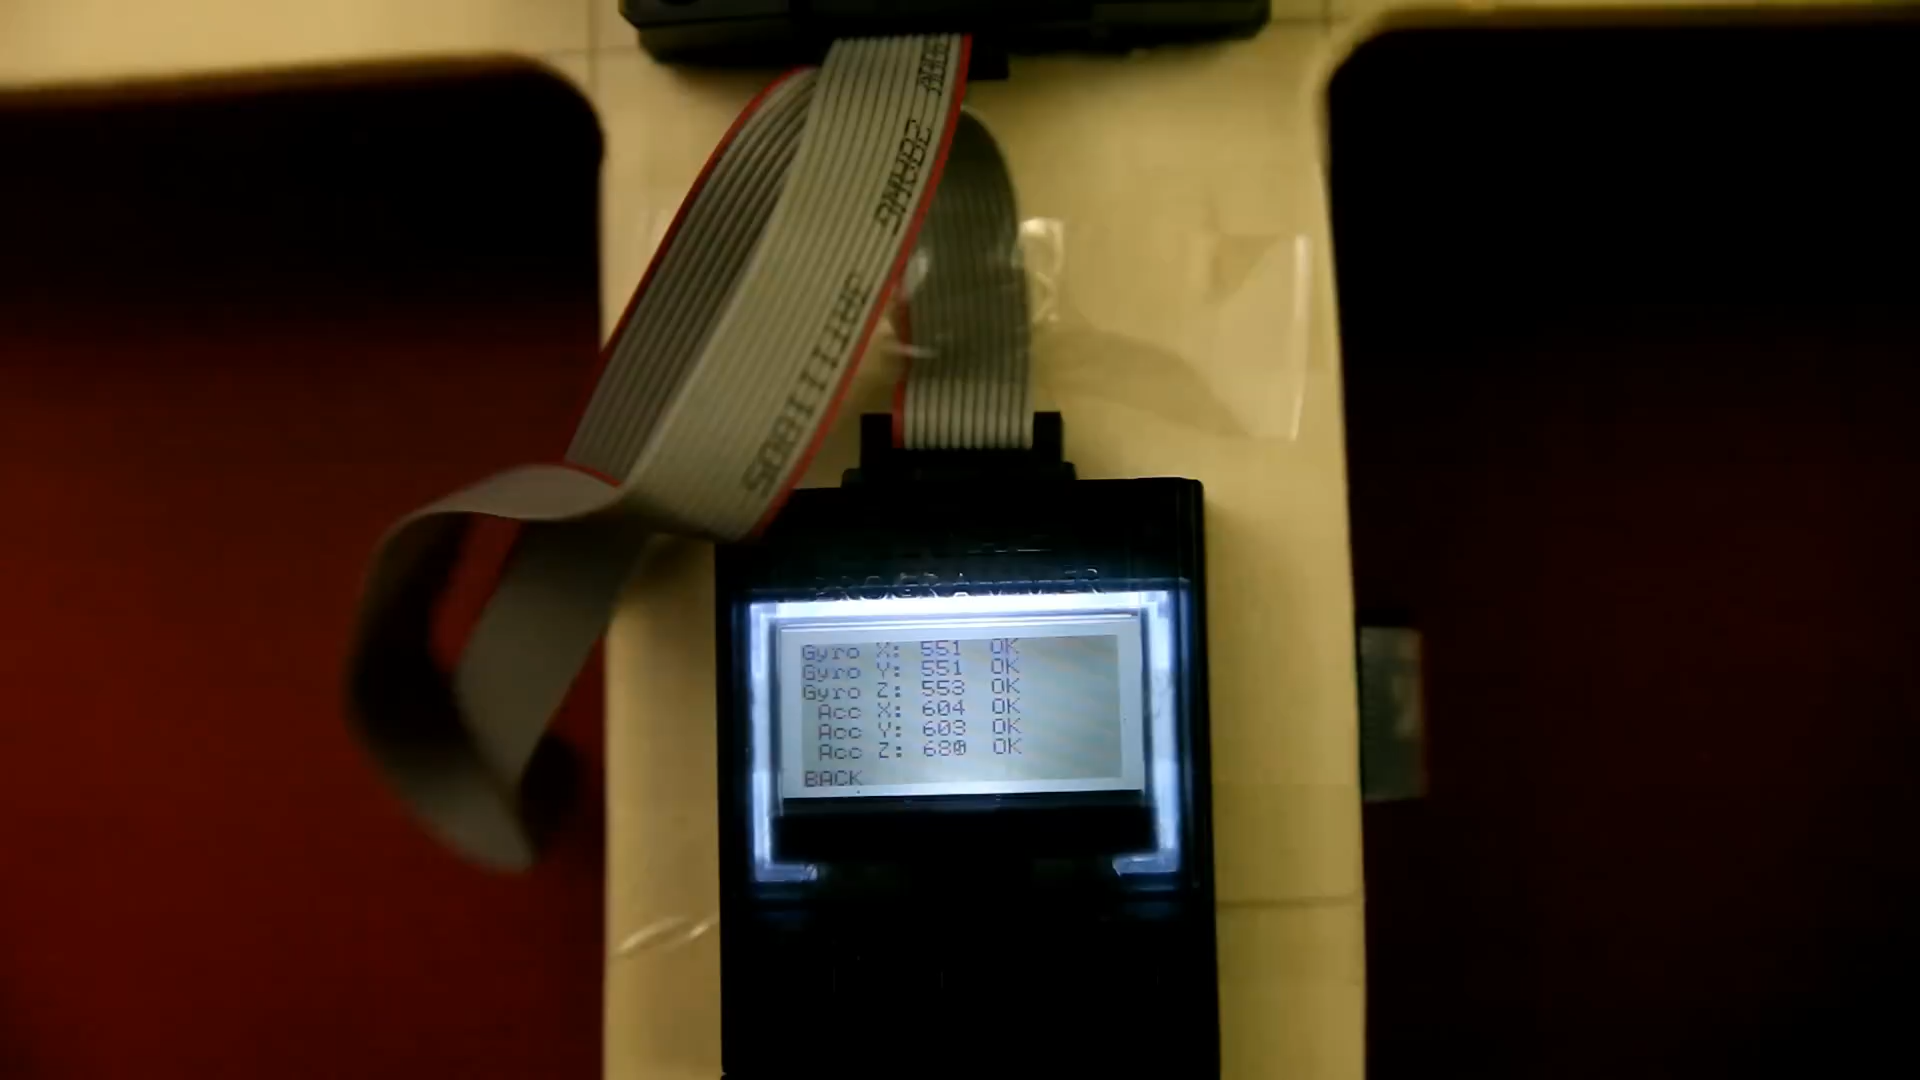 PROGRAMMER
Gyro X: 551 OK
Gyro Y: 551 OK
Gyro Z: 553 OK
Acc X: 604 OK
Acc Y: 603 OK
Acc Z: 680 OK
BACK